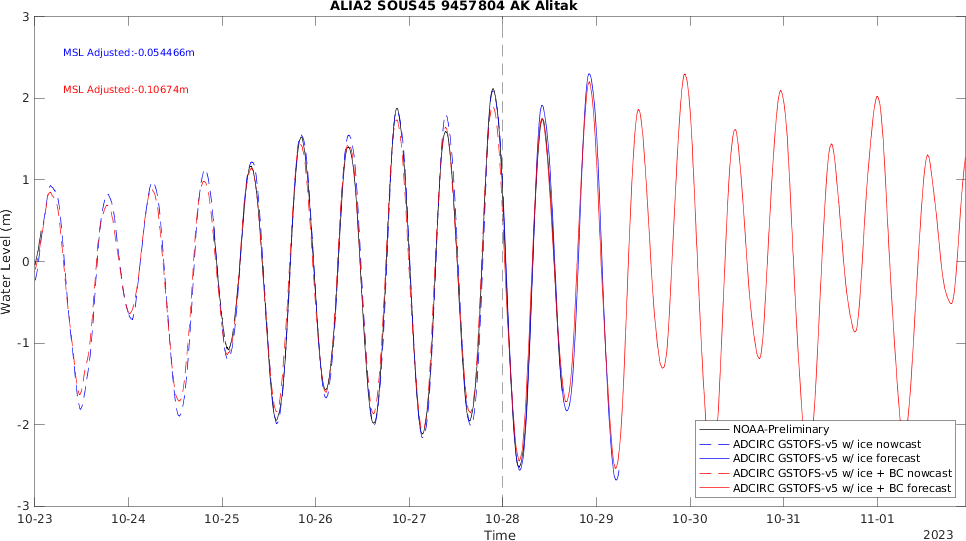 ALIA2 SOUS45 9457804 AK Alitak
MSL Adjusted:-0.054466m
MSL Adjusted:-0.10674m
Water Level (m)
3
2
1
0
-1
-2
-3
NOAA-Preliminary
ADCIRC GSTOFS-v5 w/ ice nowcast
ADCIRC GSTOFS-v5 w/ ice forecast
ADCIRC GSTOFS-v5 w/ ice + BC nowcast
ADCIRC GSTOFS-v5 w/ ice + BC forecast
10-23 10-24 10-25 10-26 10-27 10-28 10-29 10-30 10-31 11-01
Time
2023